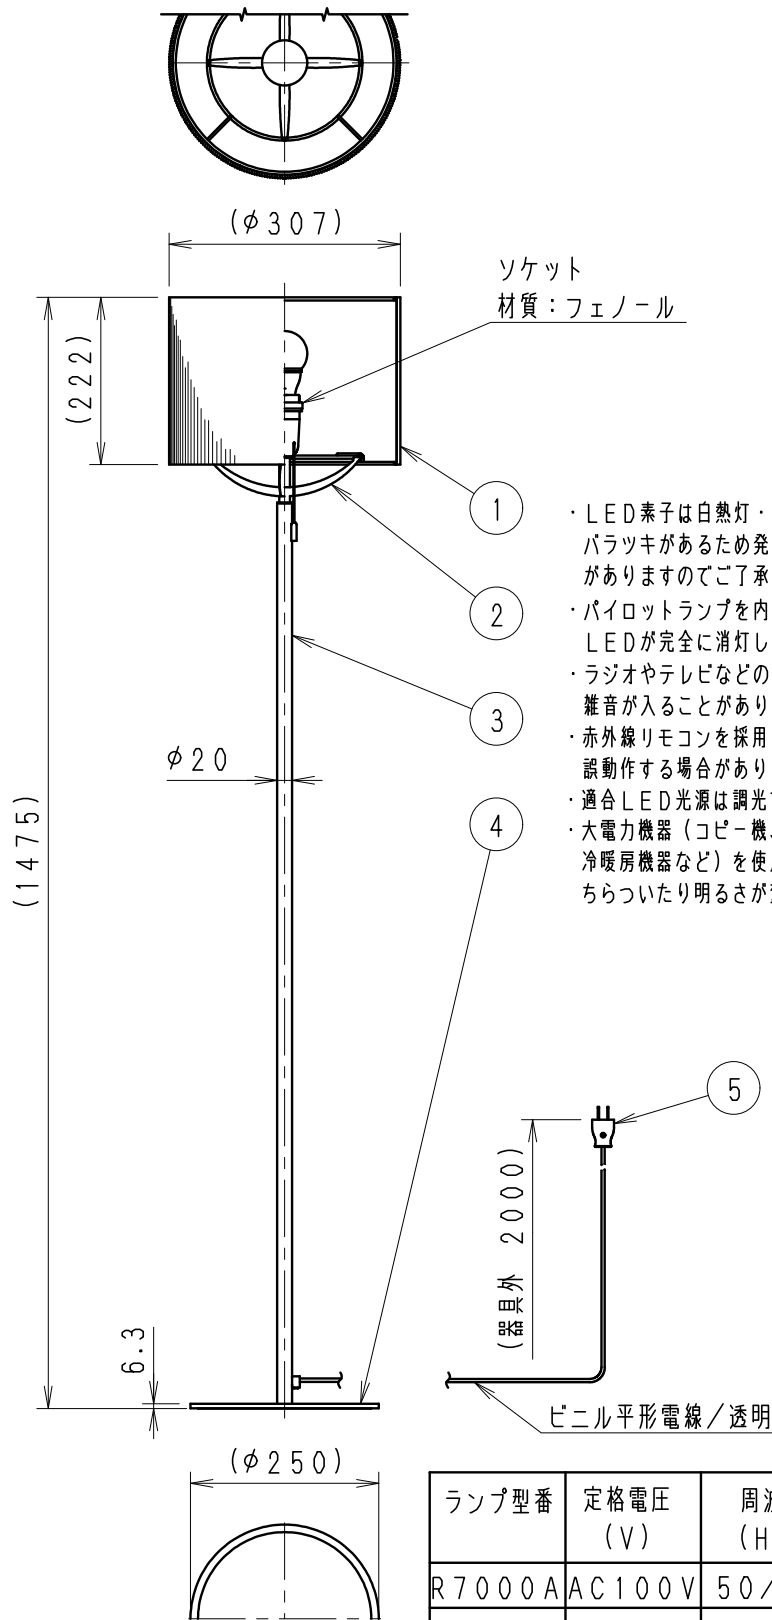 (φ307)
ソケット
材質：フェノール
(222)
1
・LED素子は白熱灯・
バラツキがあるため発
がありますのでご了承
2
・パイロットランプを内
LEDが完全に消灯し
・ラジオやテレビなどの
雑音が入ることがあり
3
・赤外線リモコンを採用
誤動作する場合があり
φ20
・適合LED光源は調光
4
・大電力機器（コピー機、
冷暖房機器など）を使
ちらついたり明るさが
(1475)
5
(器具外 2000)
6.3
ビニル平形電線／透明
(φ250)
ランプ型番 定格電圧 周波
(V) (H
R7000A AC100V 50/